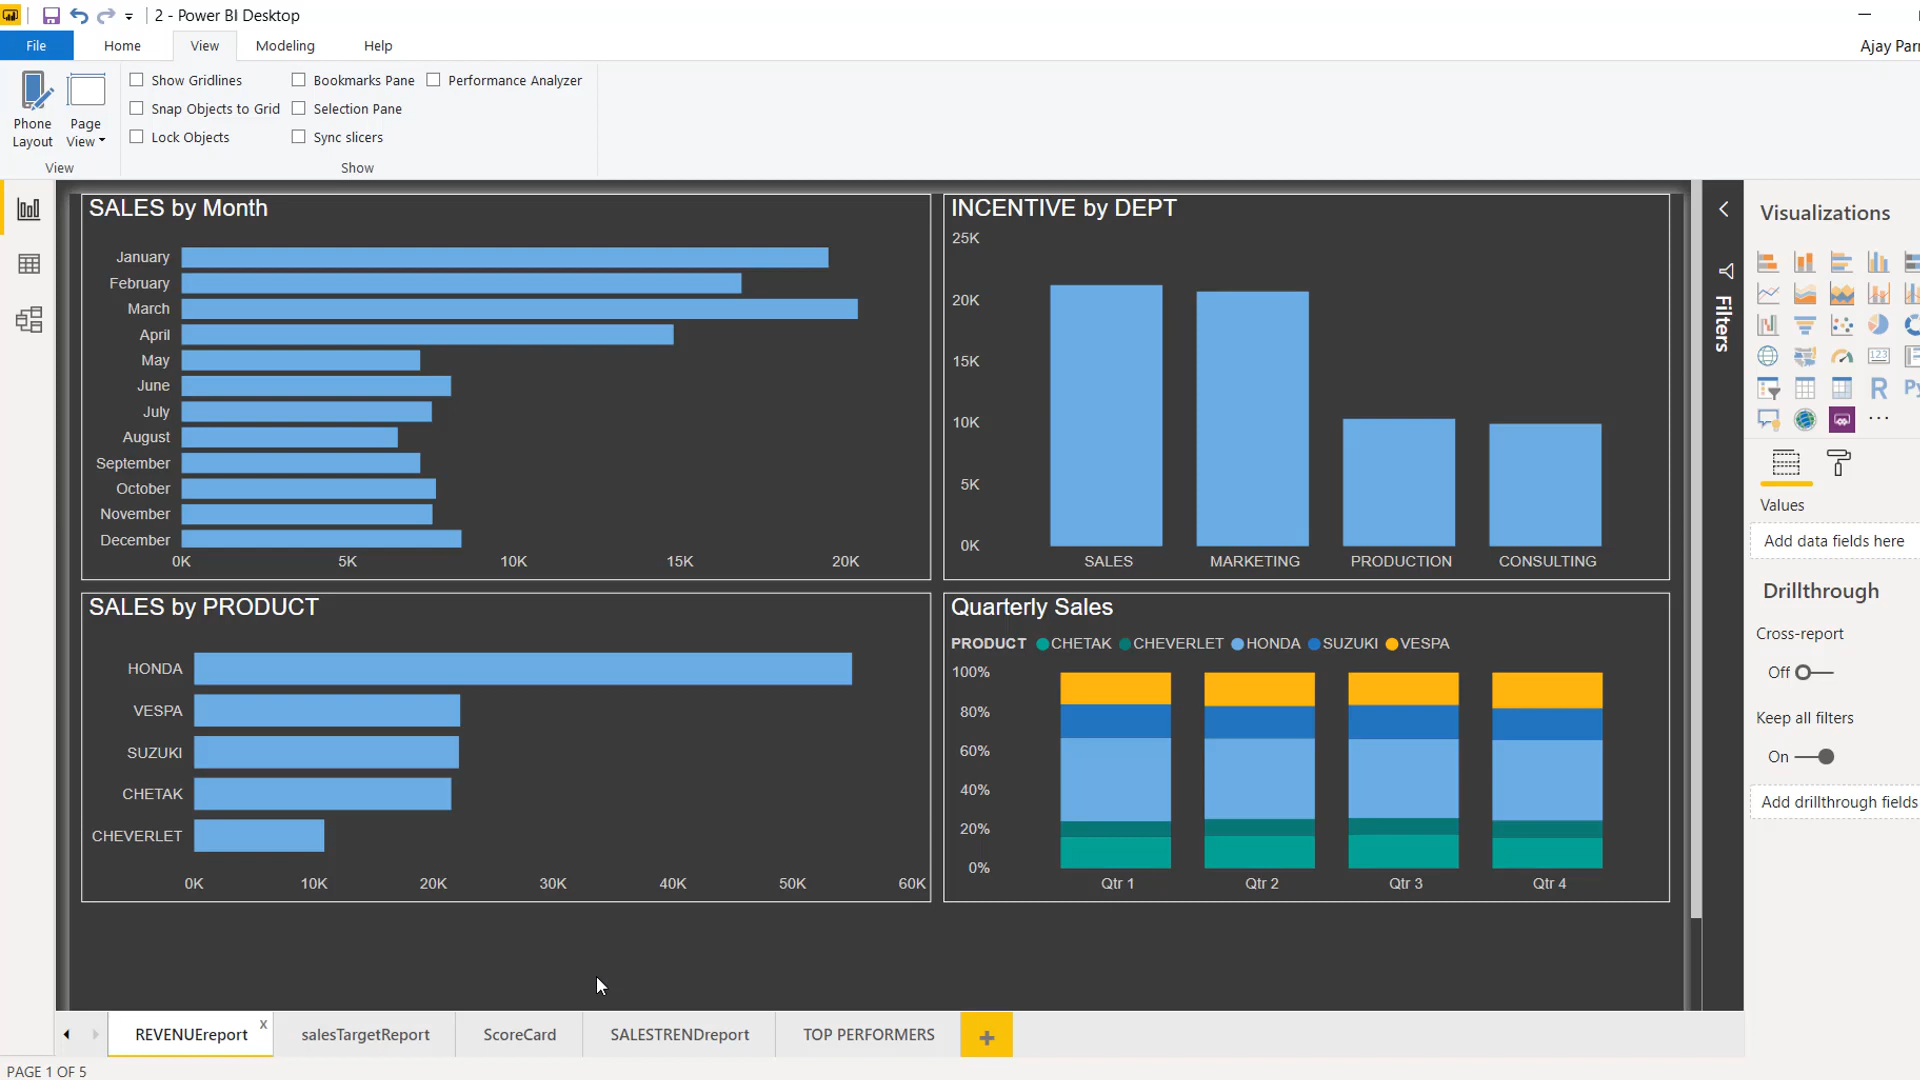 2 - Power BI Desktop
File Home View Modeling Help Ajay Parn
Show Gridlines Bookmarks Pane Performance Analyzer
Snap Objects to Grid Selection Pane
Lock Objects Sync slicers
Phone Layout
Page View
View Show
SALES by Month
January
February
March
April
May
June
July
August
September
October
November
December
0K 5K 10K 15K 20K
INCENTIVE by DEPT
25K
20K
15K
10K
5K
0K
SALES MARKETING PRODUCTION CONSULTING
SALES by PRODUCT
HONDA
VESPA
SUZUKI
CHETAK
CHEVERLET
0K 10K 20K 30K 40K 50K 60K
Quarterly Sales
PRODUCT CHETAK CHEVERLET HONDA SUZUKI VESPA
100%
80%
60%
40%
20%
0%
Qtr 1 Qtr 2 Qtr 3 Qtr 4
Filters
Visualizations
123
R Py
Values
Add data fields here
Drillthrough
Cross-report
Off
Keep all filters
On
Add drillthrough fields
REVENUEreport x salesTargetReport ScoreCard SALESTRENDreport TOP PERFORMERS +
PAGE 1 OF 5